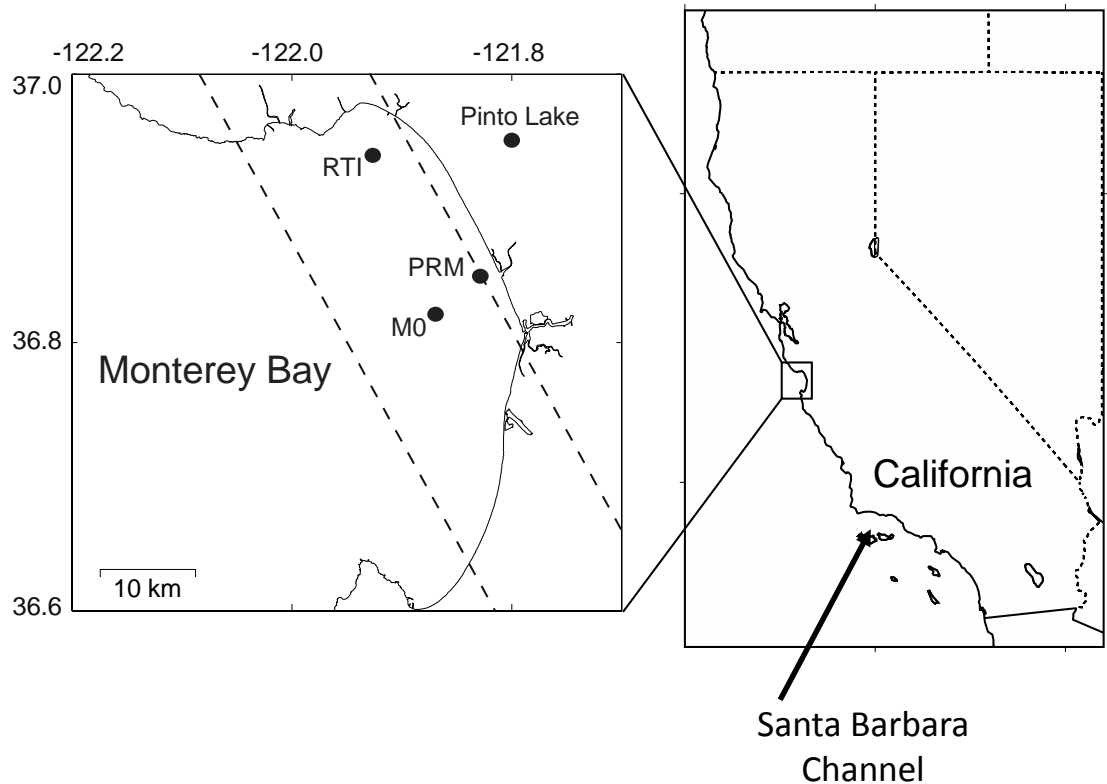 -122.2
-122.0
-121.8
37.0
Pinto Lake
RTI
PRM
36.8
M0
Monterey Bay
10 km
36.6
California
Santa Barbara
Channel